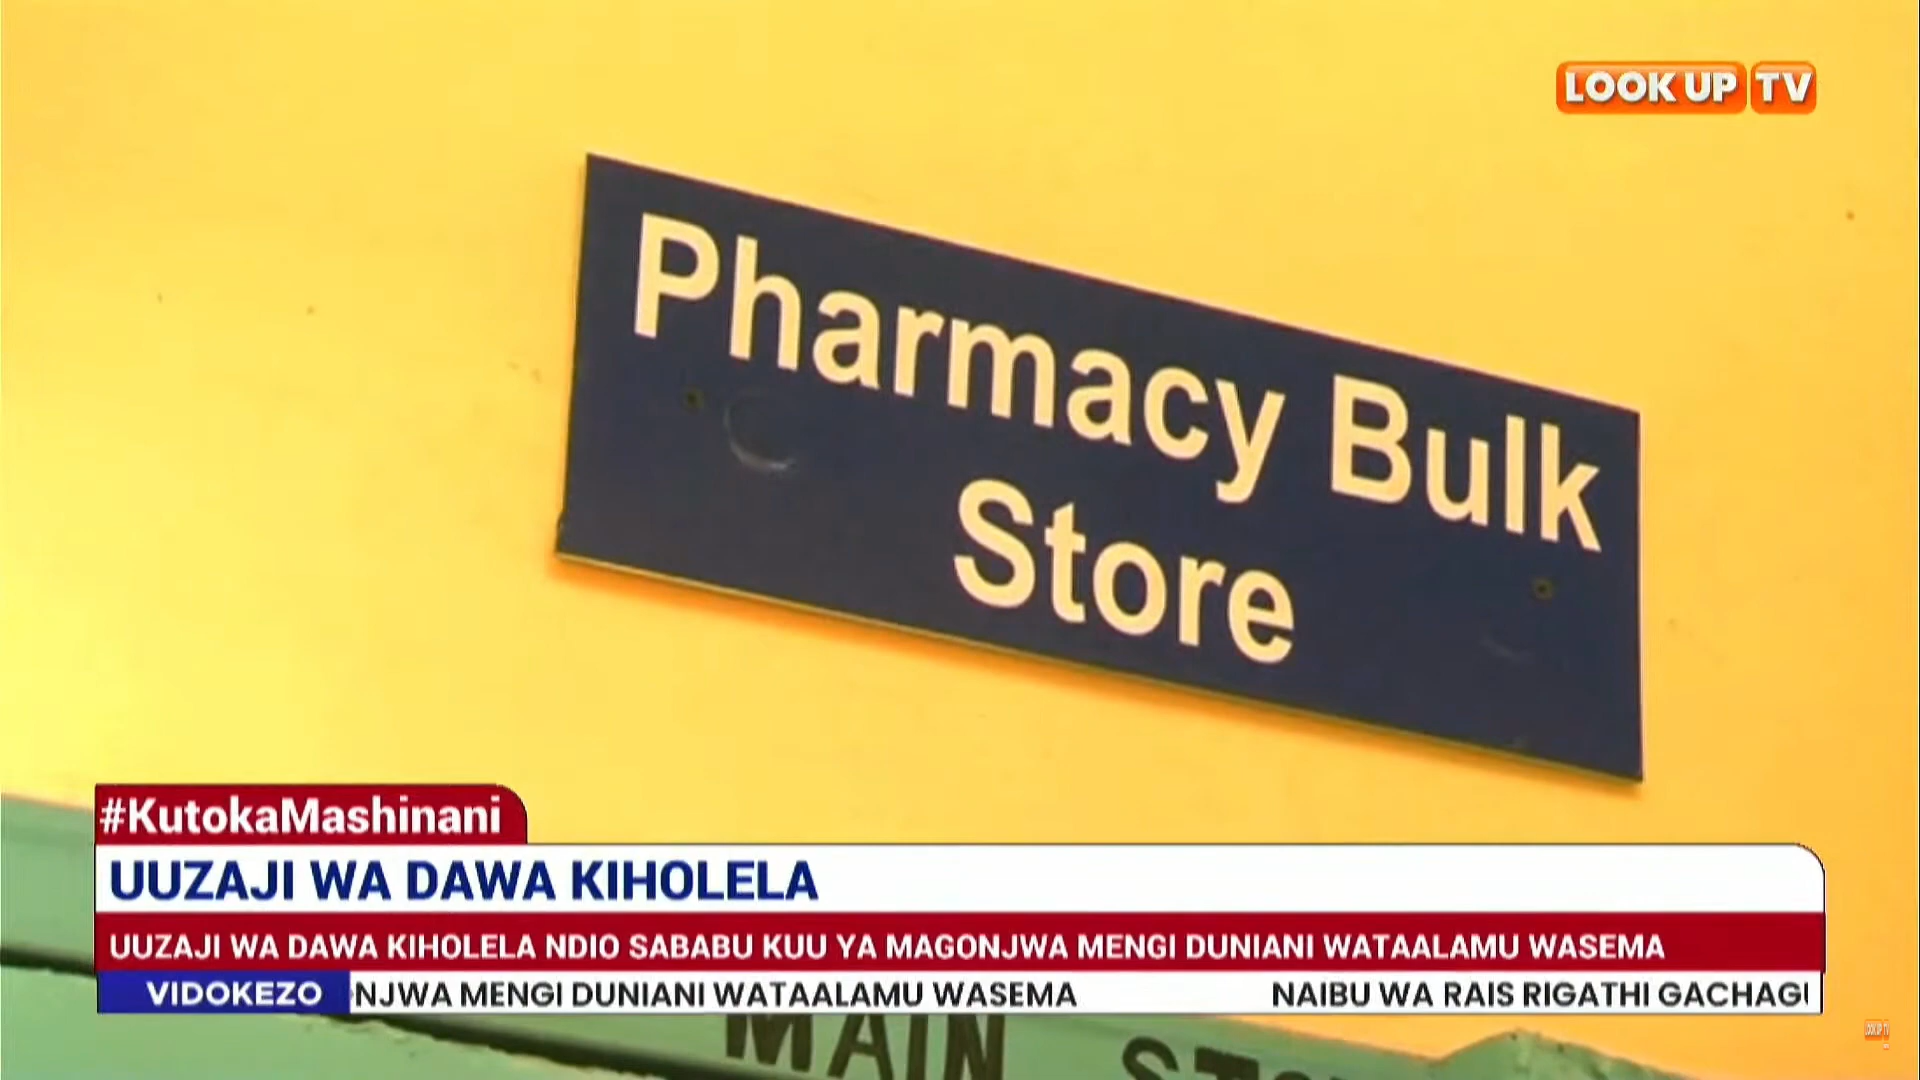 LOOK UP TV
Pharmacy Bulk
Store
#KutokaMashinani
UUZAJI WA DAWA KIHOLELA
UUZAJI WA DAWA KIHOLELA NDIO SABABU KUU YA MAGONJWA MENGI DUNIANI WATAALAMU WASEMA
VIDOKEZO NJWA MENGI DUNIANI WATAALAMU WASEMA NAIBU WA RAIS RIGATHI GACHAGU
MAIN